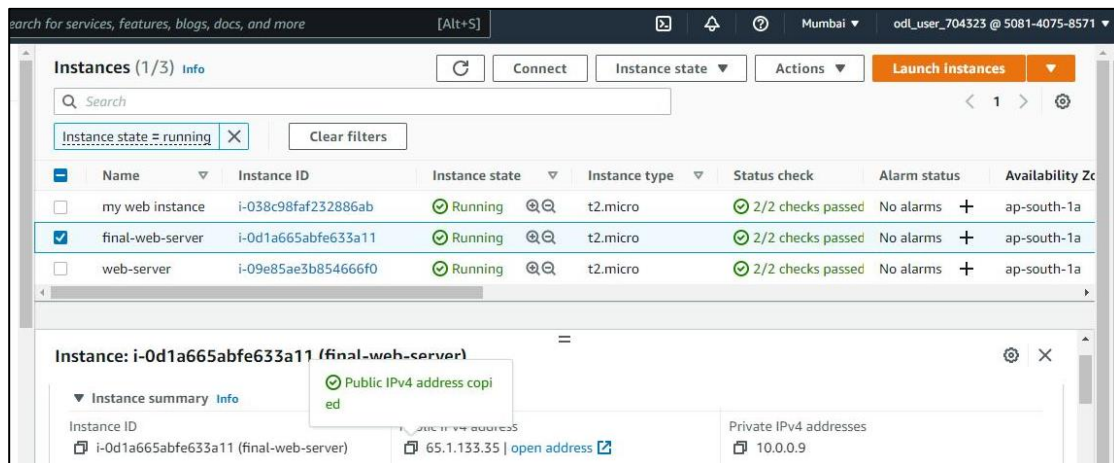 earch for services, features, blogs, docs, and more [Alt+S] Mumbai ▼ odl_user_704323 @ 5081-4075-8571 ▼
Instances (1/3) Info Connect Instance state ▼ Actions ▼ Launch instances ▼
Search 1
Instance state = running Clear filters
Name Instance ID Instance state Instance type Status check Alarm status Availability Zo
my web instance i-038c98faf232886ab Running t2.micro 2/2 checks passed No alarms + ap-south-1a
final-web-server i-0d1a665abfe633a11 Running t2.micro 2/2 checks passed No alarms + ap-south-1a
web-server i-09e85ae3b854666f0 Running t2.micro 2/2 checks passed No alarms + ap-south-1a
Instance: i-0d1a665abfe633a11 (final-web-server)
Public IPv4 address copi
ed
▼ Instance summary Info
Instance ID Public IPv4 address Private IPv4 addresses
i-0d1a665abfe633a11 (final-web-server) 65.1.133.35 | open address 10.0.0.9